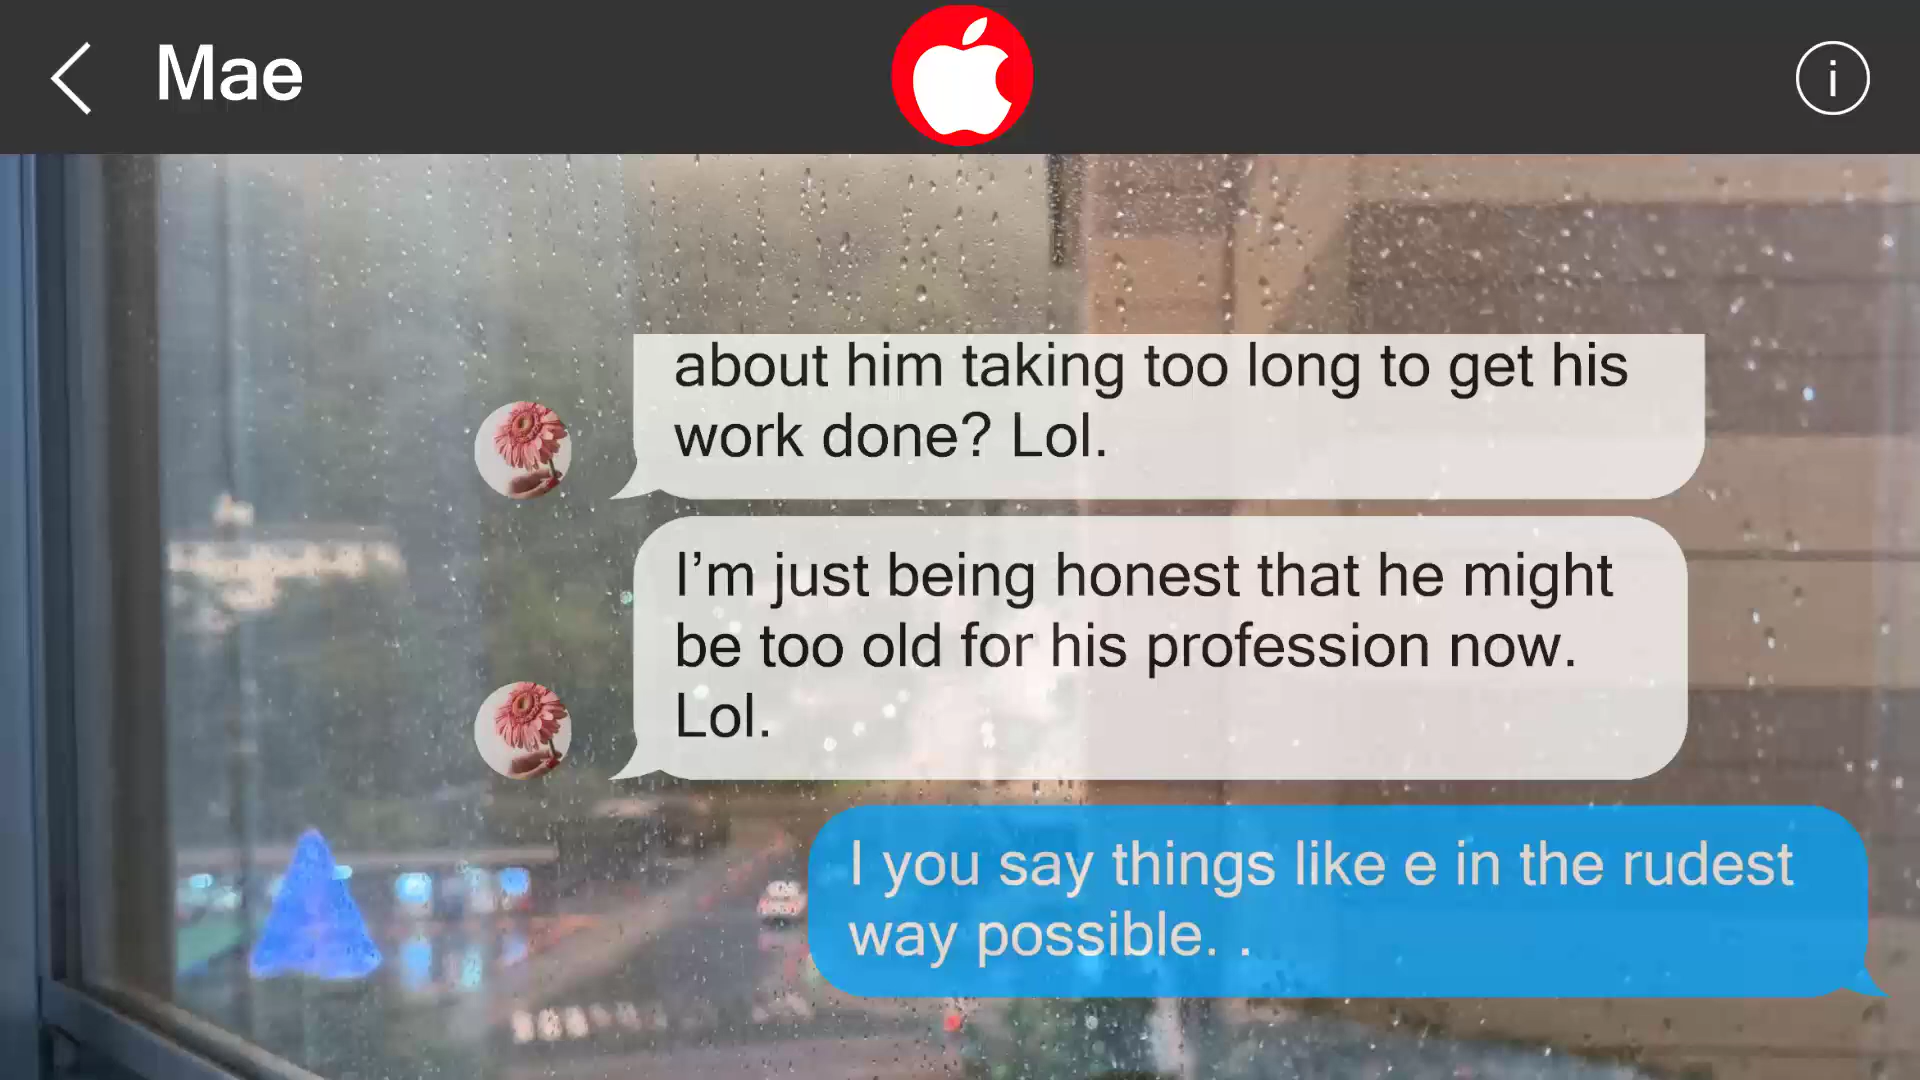 Mae
i
about him taking too long to get his
work done? Lol.
I’m just being honest that he might
be too old for his profession now.
Lol.
I you say things like e in the rudest
way possible. .